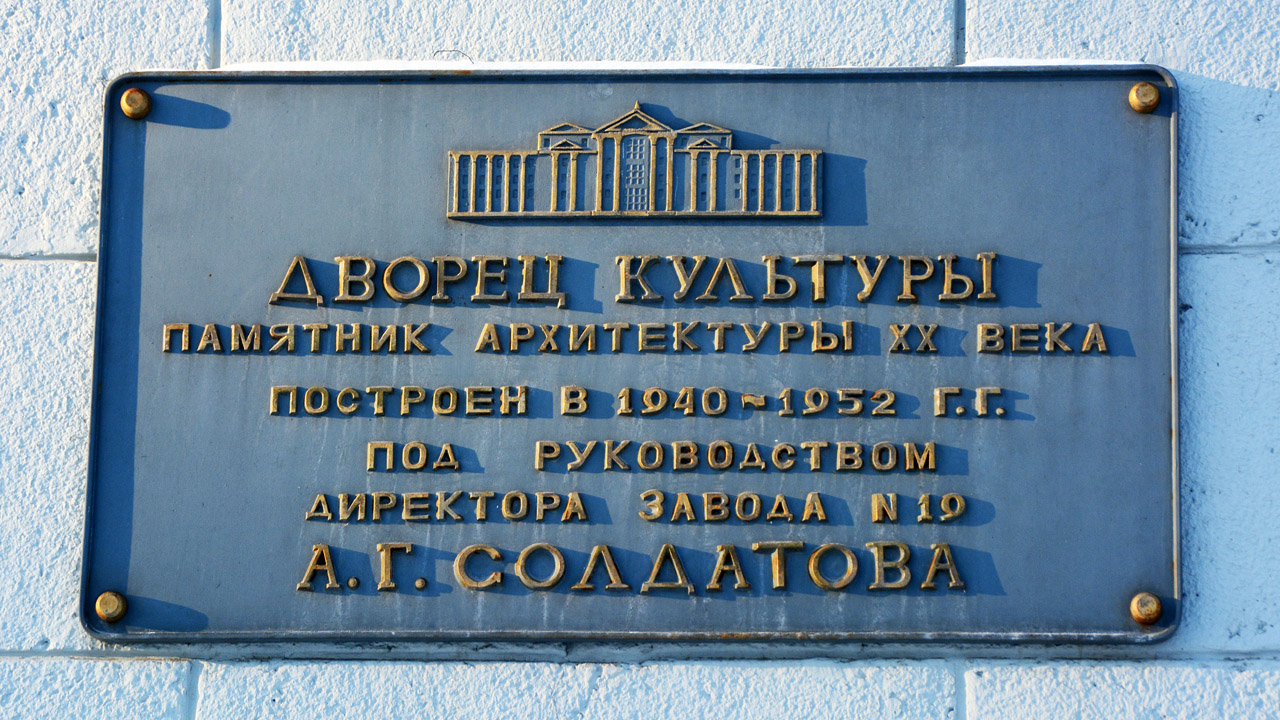 ДВОРЕЦ КУЛЬТУРЫ
ПАМЯТНИК АРХИТЕКТУРЫ XX ВЕКА
ПОСТРОЕН В 1940~1952 Г.Г.
ПОД РУКОВОДСТВОМ
ДИРЕКТОРА ЗАВОДА N 19
А.Г. СОЛДАТОВА